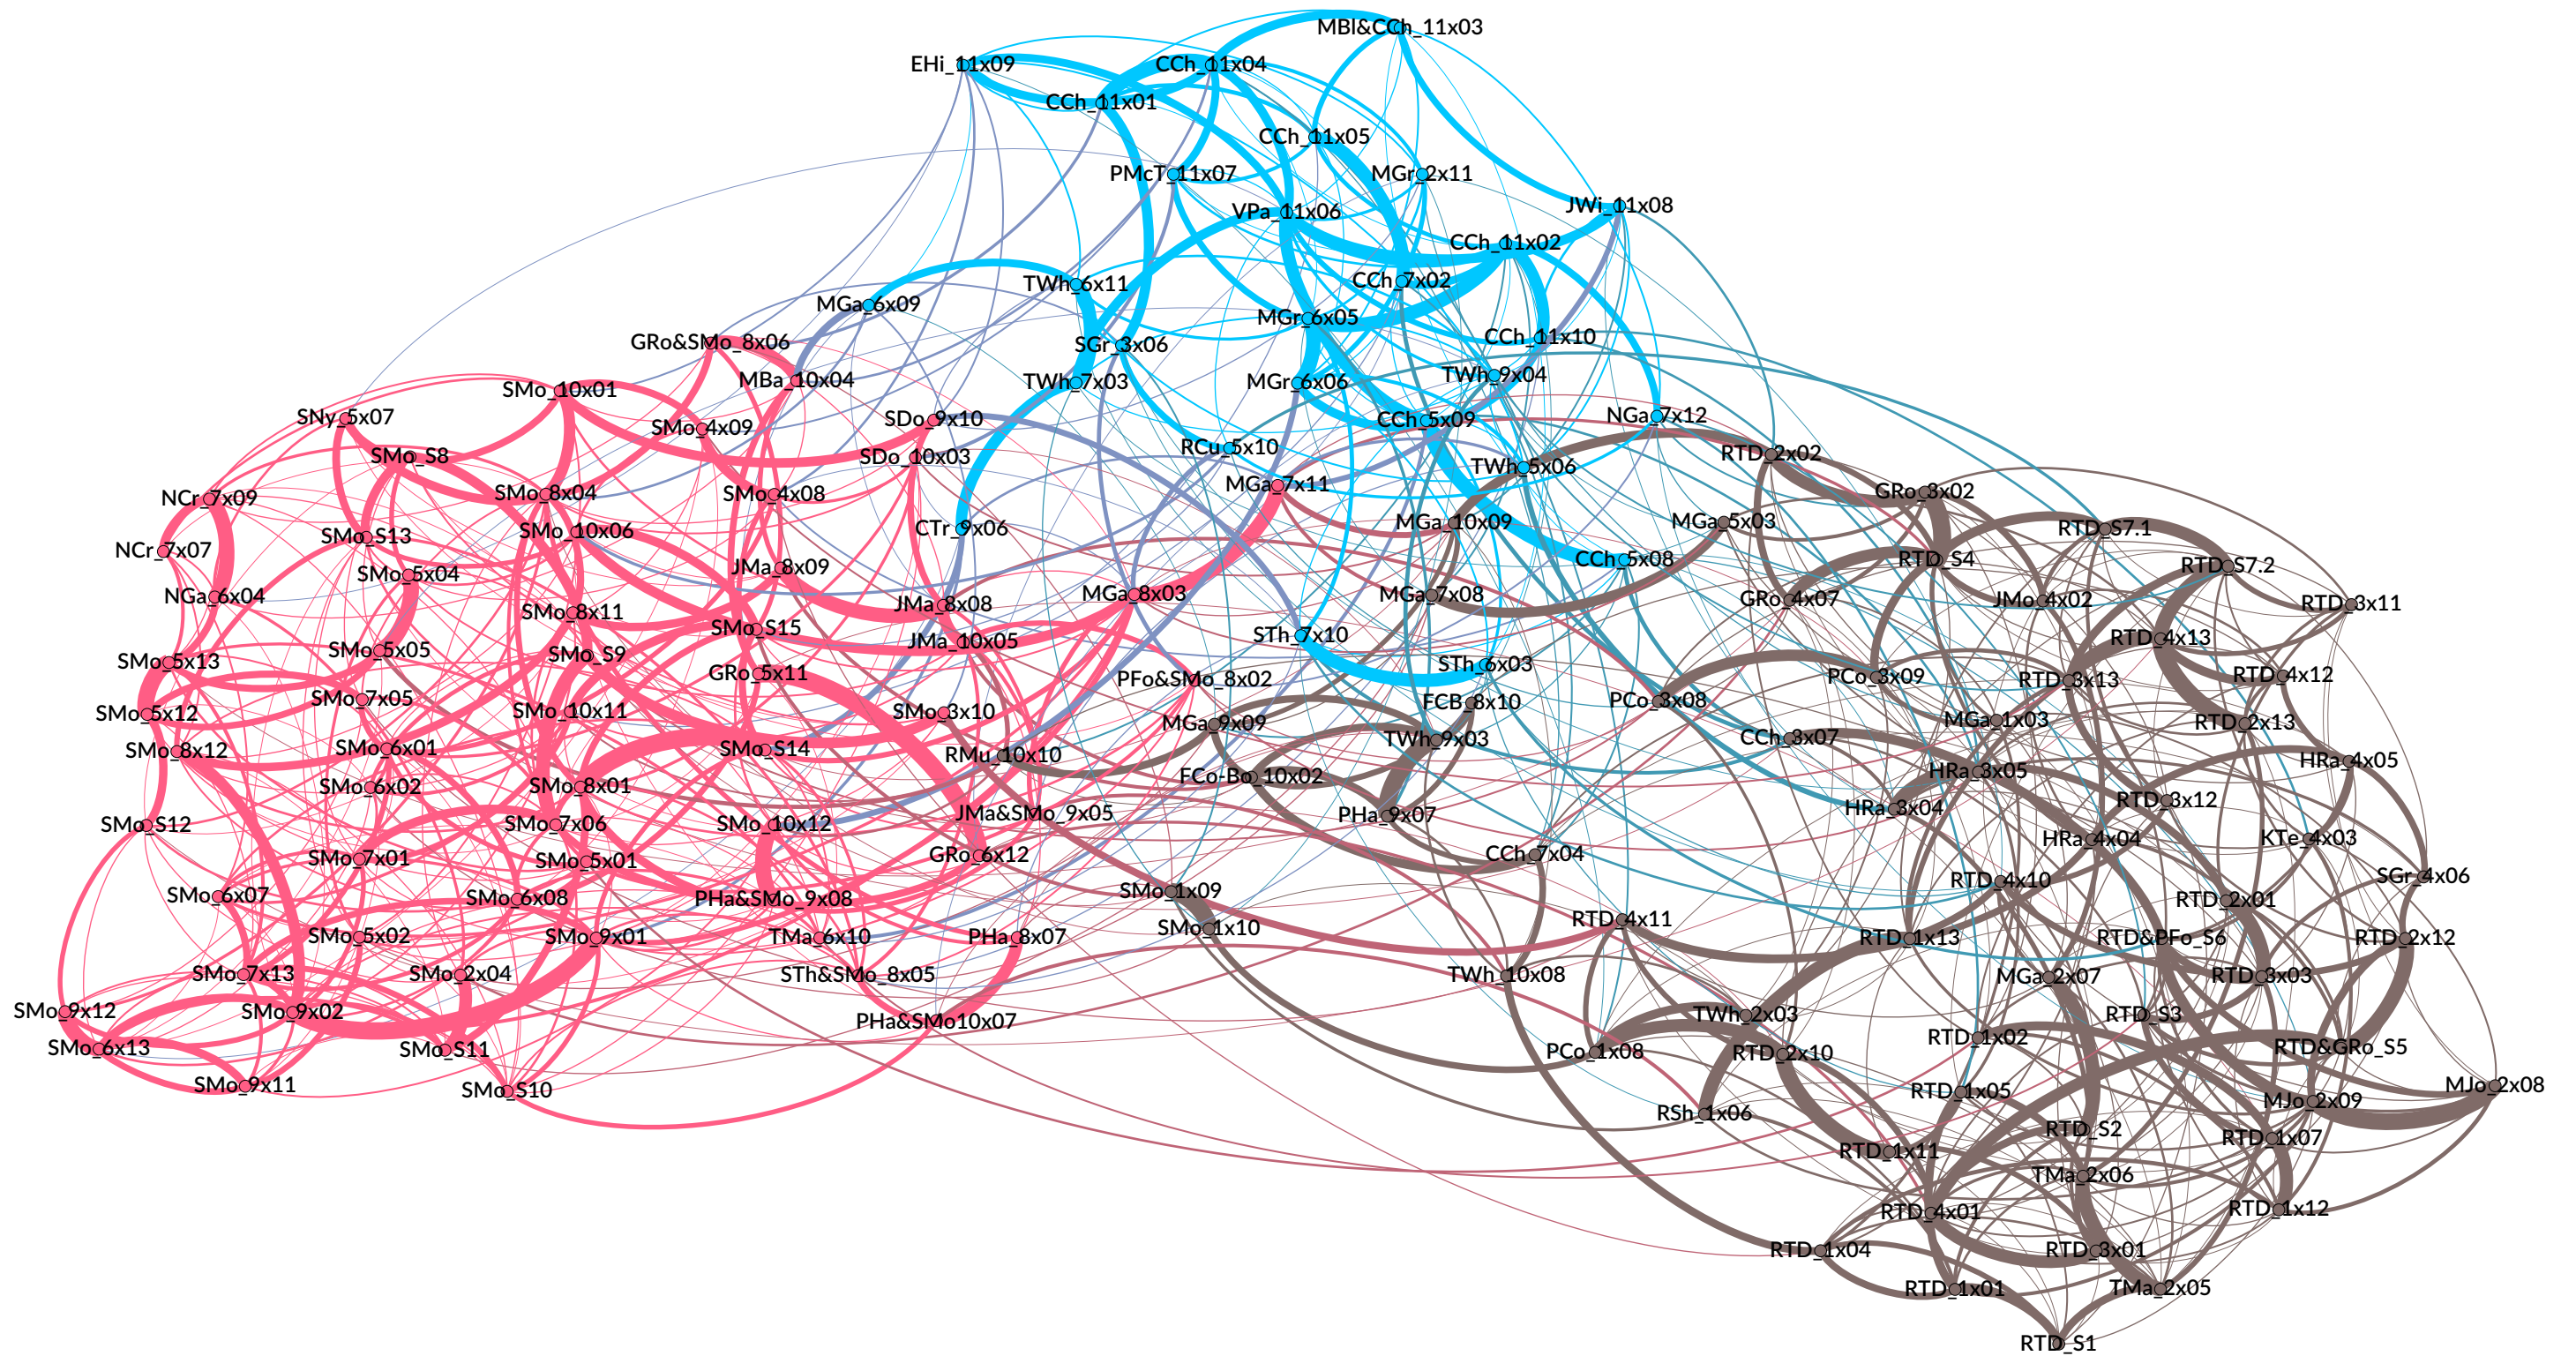 MBl&CCh_11x03
EHi_11x09
CCh_11x04
CCh_11x01
CCh_11x05
PMcT_11x07
MGr_2x11
VPa_11x06
JWi_11x08
CCh_11x02
CCh_7x02
TWh_6x11
MGa_6x09
MGr_6x05
CCh_11x10
GRo&SMo_8x06
SGr_3x06
TWh_9x04
MBa_10x04
TWh_7x03
MGr_6x06
SMo_10x01
SNy_5x07
SMo_4x09
SDo_9x10
CCh_5x09
NGa_7x12
RCu_5x10
RTD_2x02
SMo_S8
SDo_10x03
TWh_5x06
MGa_7x11
NCr_7x09
SMo_8x04
SMo_4x08
GRo_3x02
MGa_10x09
MGa_5x03
SMo_S13
SMo_10x06
CTr_9x06
RTD_S7.1
NCr_7x07
CCh_5x08
RTD_S4
RTD_S7.2
SMo_5x04
JMa_8x09
NGa_6x04
MGa_8x03
MGa_7x08
GRo_4x07
JMo_4x02
RTD_3x11
SMo_8x11
JMa_8x08
SMo_S15
STh_7x10
RTD_4x13
JMa_10x05
SMo_5x05
SMo_S9
SMo_5x13
STh_6x03
GRo_5x11
PFo&SMo_8x02
PCo_3x09
RTD_3x13
RTD_4x12
SMo_7x05
FCB_8x10
PCo_3x08
SMo_5x12
SMo_10x11
SMo_3x10
MGa_9x09
MGa_1x03
RTD_2x13
SMo_8x12
SMo_6x01
SMo_S14
RMu_10x10
TWh_9x03
CCh_3x07
HRa_4x05
SMo_6x02
SMo_8x01
FCo-Bo_10x02
HRa_3x05
SMo_S12
SMo_7x06
SMo_10x12
JMa&SMo_9x05
PHa_9x07
HRa_3x04
RTD_3x12
HRa_4x04
KTe_4x03
SMo_7x01
SMo_5x01
GRo_6x12
CCh_7x04
SMo_6x07
SMo_6x08
PHa&SMo_9x08
SMo_1x09
RTD_4x10
SGr_4x06
RTD_2x01
SMo_5x02
SMo_9x01
TMa_6x10
PHa_8x07
SMo_1x10
RTD_4x11
RTD_1x13
RTD&PFo_S6
RTD_2x12
SMo_7x13
SMo_2x04
STh&SMo_8x05
TWh_10x08
MGa_2x07
RTD_3x03
SMo_9x12
SMo_9x02
PHa&SMo10x07
TWh_2x03
RTD_S3
SMo_6x13
SMo_S11
PCo_1x08
RTD_2x10
RTD_1x02
RTD&GRo_S5
SMo_9x11
SMo_S10
RTD_1x05
MJo_2x08
RSh_1x06
MJo_2x09
RTD_S2
RTD_1x07
RTD_1x11
TMa_2x06
RTD_4x01
RTD_1x12
RTD_1x04
RTD_3x01
RTD_1x01
TMa_2x05
RTD_S1